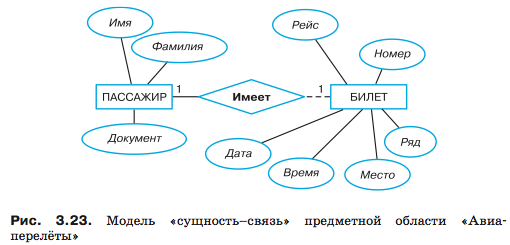 Имя
Фамилия
Рейс
Номер
ПАССАЖИР
1
Имеет
1
БИЛЕТ
Документ
Дата
Время
Место
Ряд
Рис. 3.23. Модель «сущность–связь» предметной области «Авиа-
перелёты»